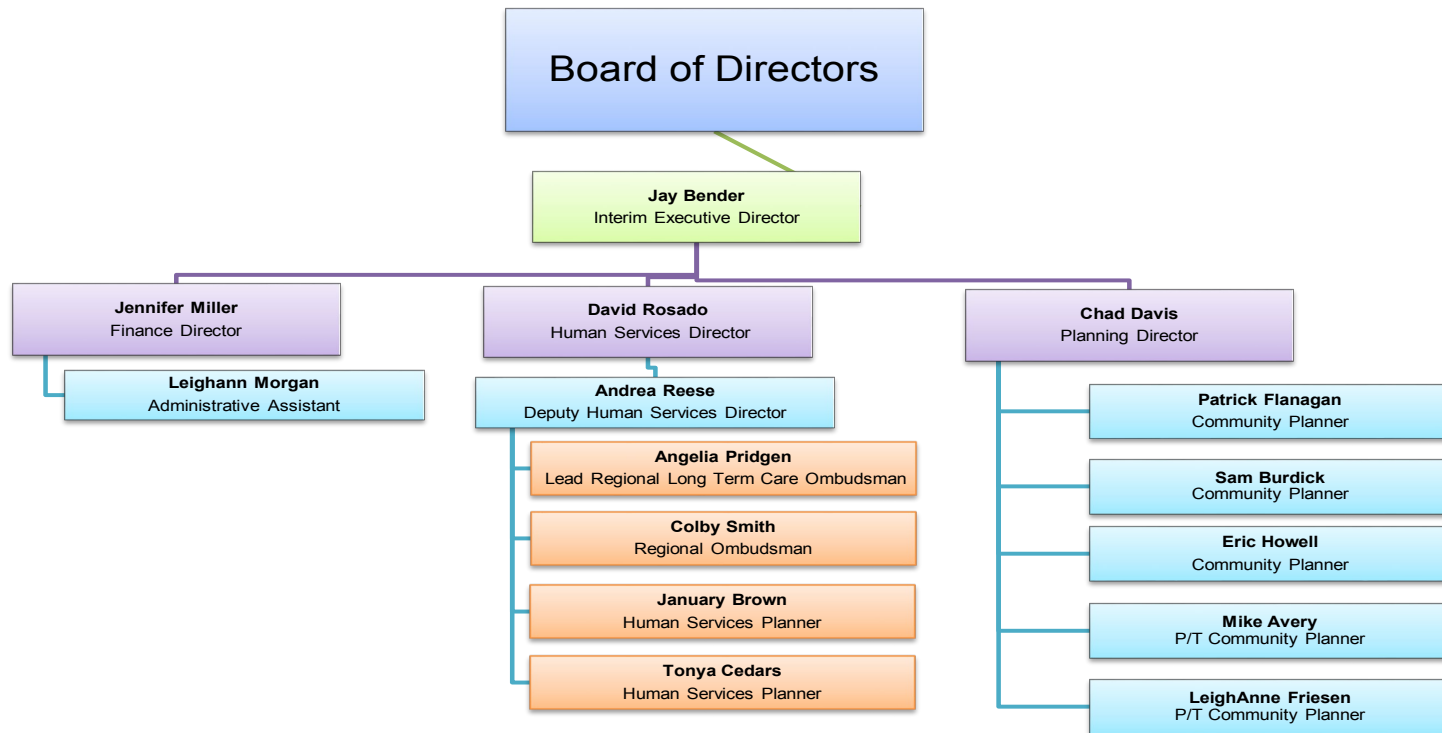 Board of Directors
Jay Bender
Interim Executive Director
Jennifer Miller
Finance Director
Leighann Morgan
Administrative Assistant
David Rosado
Human Services Director
Andrea Reese
Deputy Human Services Director
Angelia Pridgen
Lead Regional Long Term Care Ombudsman
Colby Smith
Regional Ombudsman
January Brown
Human Services Planner
Tonya Cedars
Human Services Planner
Chad Davis
Planning Director
Patrick Flanagan
Community Planner
Sam Burdick
Community Planner
Eric Howell
Community Planner
Mike Avery
P/T Community Planner
LeighAnne Friesen
P/T Community Planner